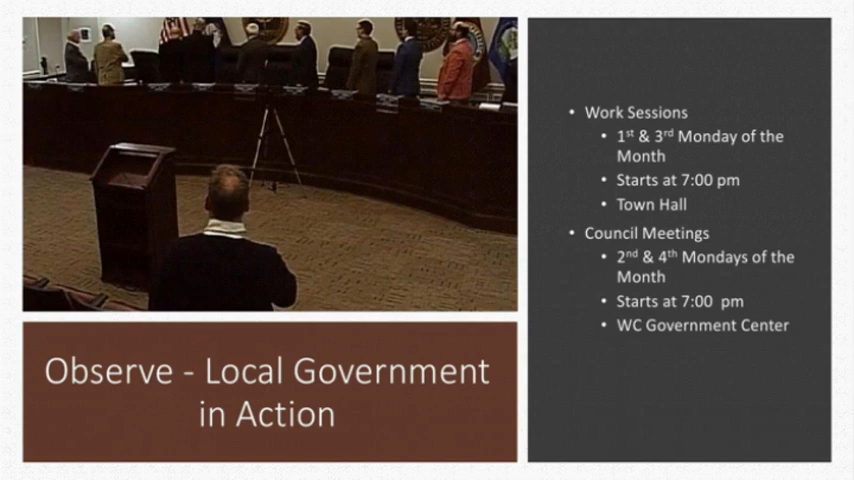 Work Sessions
1st & 3rd Monday of the
Month
Starts at 7:00 pm
Town Hall
Council Meetings
2nd & 4th Mondays of the
Month
Starts at 7:00 pm
WC Government Center
Observe - Local Government
in Action